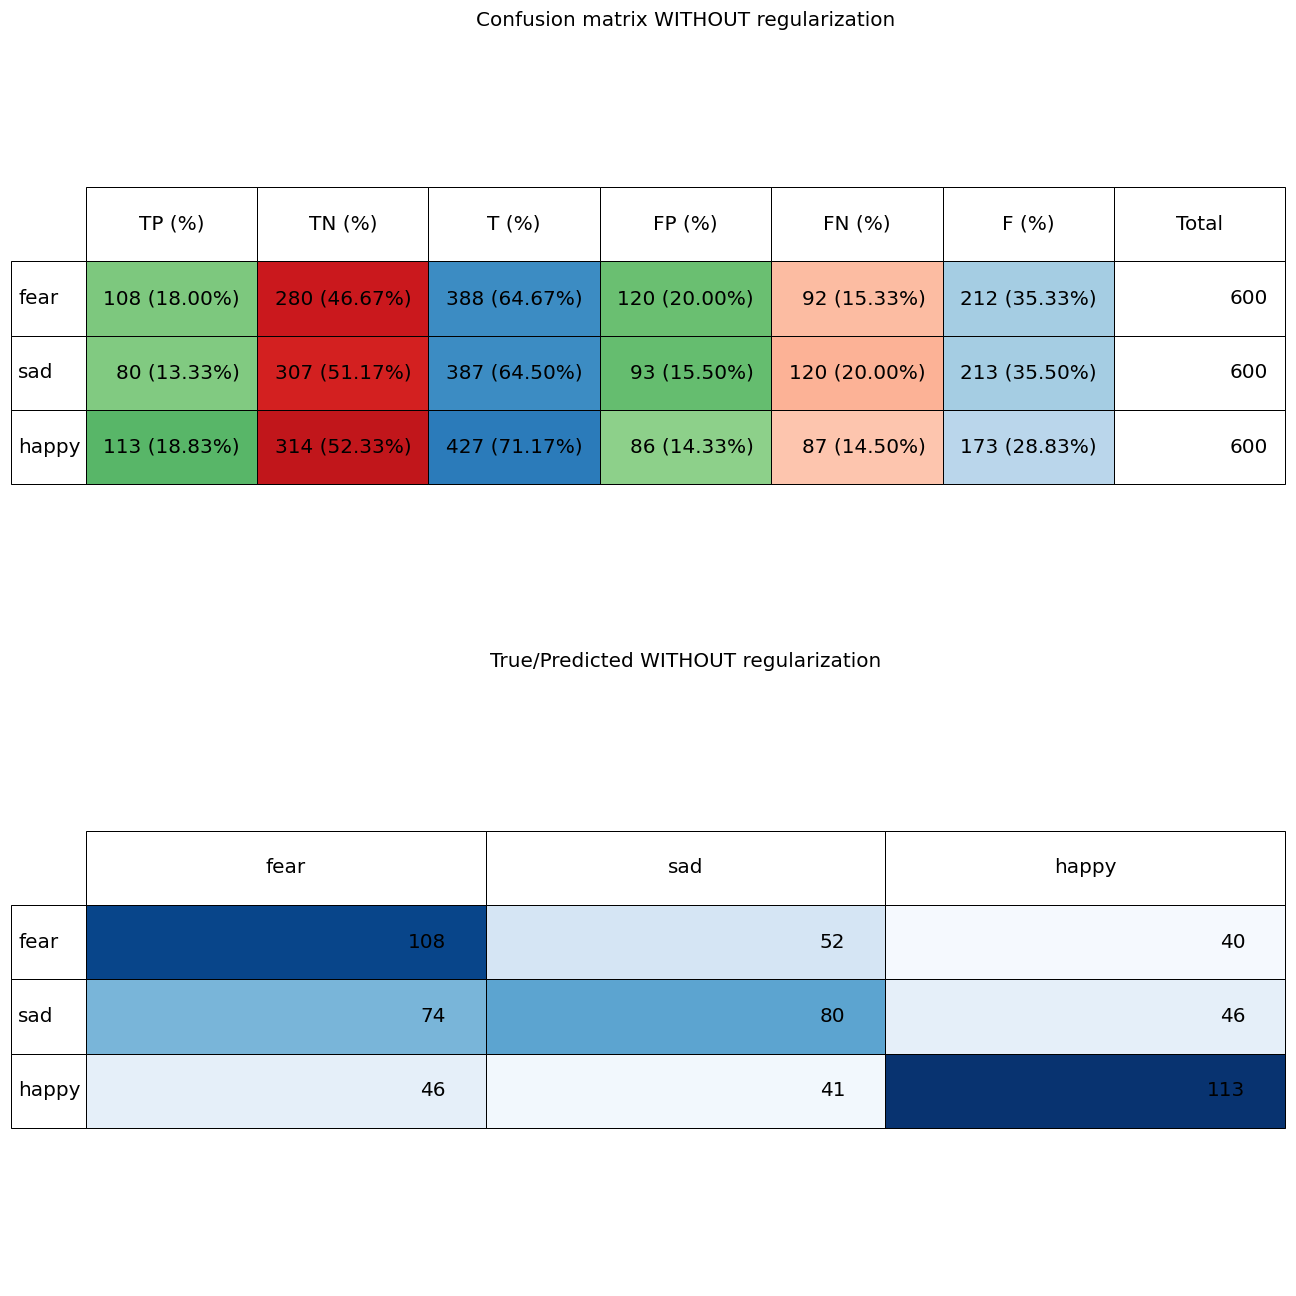 Confusion matrix WITHOUT regularization
TP (%) TN (%) T (%) FP (%) FN (%) F (%) Total
fear 108 (18.00%) 280 (46.67%) 388 (64.67%) 120 (20.00%) 92 (15.33%) 212 (35.33%) 600
sad 80 (13.33%) 307 (51.17%) 387 (64.50%) 93 (15.50%) 120 (20.00%) 213 (35.50%) 600
happy 113 (18.83%) 314 (52.33%) 427 (71.17%) 86 (14.33%) 87 (14.50%) 173 (28.83%) 600
True/Predicted WITHOUT regularization
fear sad happy
fear 108 52 40
sad 74 80 46
happy 46 41 113